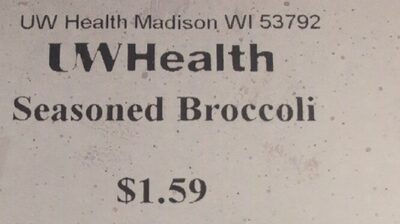 UW Health Madison WI 53792
UWHealth
Seasoned Broccoli
$1.59